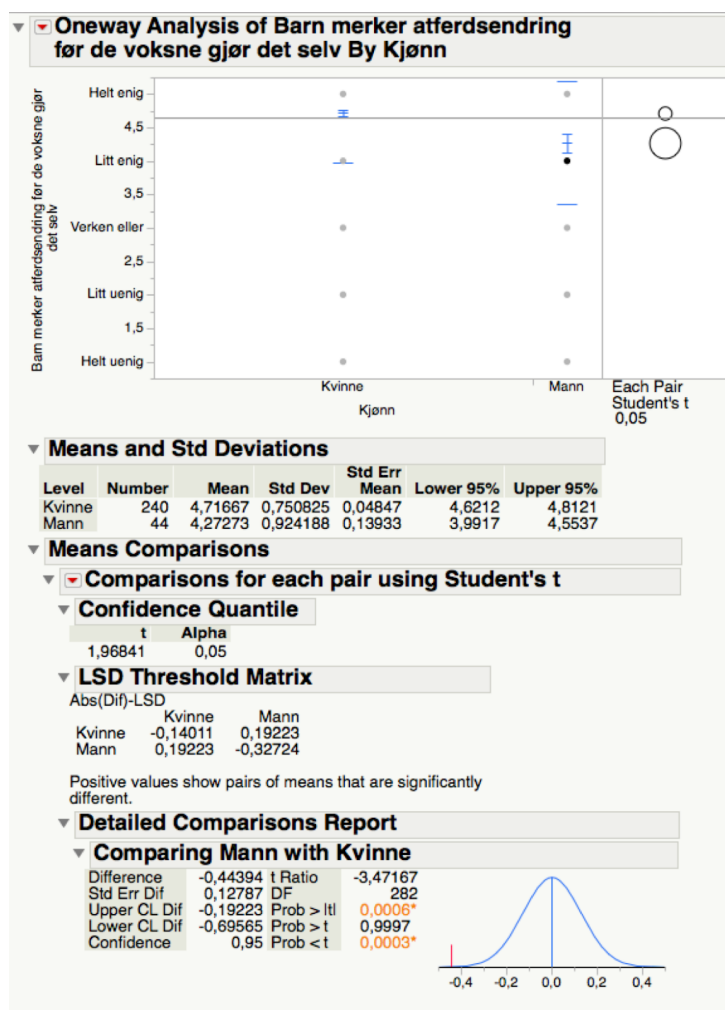 Oneway Analysis of Barn merker atferdsendring
før de voksne gjør det selv By Kjønn
Barn merker atferdsendring før de voksne gjør
det selv
Helt enig
4,5
Litt enig
3,5
Verken eller
2,5
Litt uenig
1,5
Helt uenig
Kvinne Mann
Kjønn
Each Pair
Student's t
0,05
Means and Std Deviations
Std Err
Level Number Mean Std Dev Mean Lower 95% Upper 95%
Kvinne 240 4,71667 0,750825 0,04847 4,6212 4,8121
Mann 44 4,27273 0,924188 0,13933 3,9917 4,5537
Means Comparisons
Comparisons for each pair using Student's t
Confidence Quantile
t Alpha
1,96841 0,05
LSD Threshold Matrix
Abs(Dif)-LSD
Kvinne Mann
Kvinne -0,14011 0,19223
Mann 0,19223 -0,32724
Positive values show pairs of means that are significantly
different.
Detailed Comparisons Report
Comparing Mann with Kvinne
Difference -0,44394 t Ratio -3,47167
Std Err Dif 0,12787 DF 282
Upper CL Dif -0,19223 Prob > |t| 0,0006*
Lower CL Dif -0,69565 Prob > t 0,9997
Confidence 0,95 Prob < t 0,0003*
-0,4 -0,2 0,0 0,2 0,4